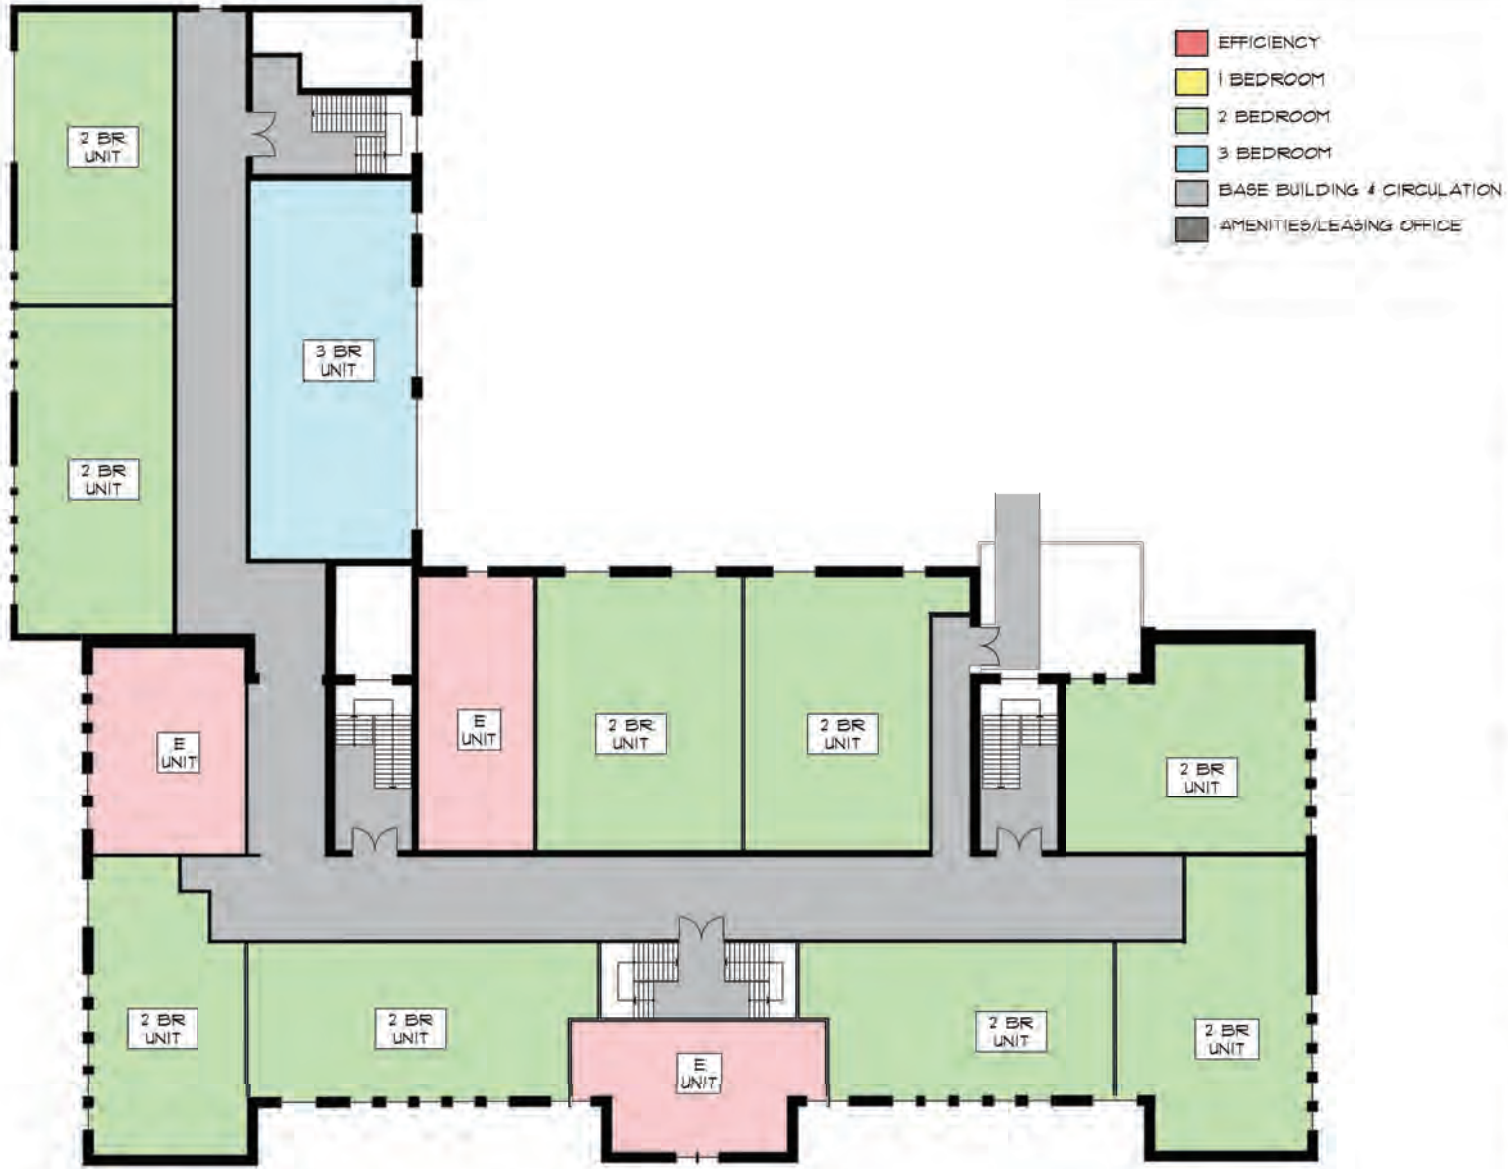 EFFICIENCY
1 BEDROOM
2 BEDROOM
3 BEDROOM
BASE BUILDING & CIRCULATION
AMENITIES/LEASING OFFICE
2 BR
UNIT
3 BR
UNIT
2 BR
UNIT
E
UNIT
E
UNIT
2 BR
UNIT
2 BR
UNIT
2 BR
UNIT
2 BR
UNIT
2 BR
UNIT
E
UNIT
2 BR
UNIT
2 BR
UNIT